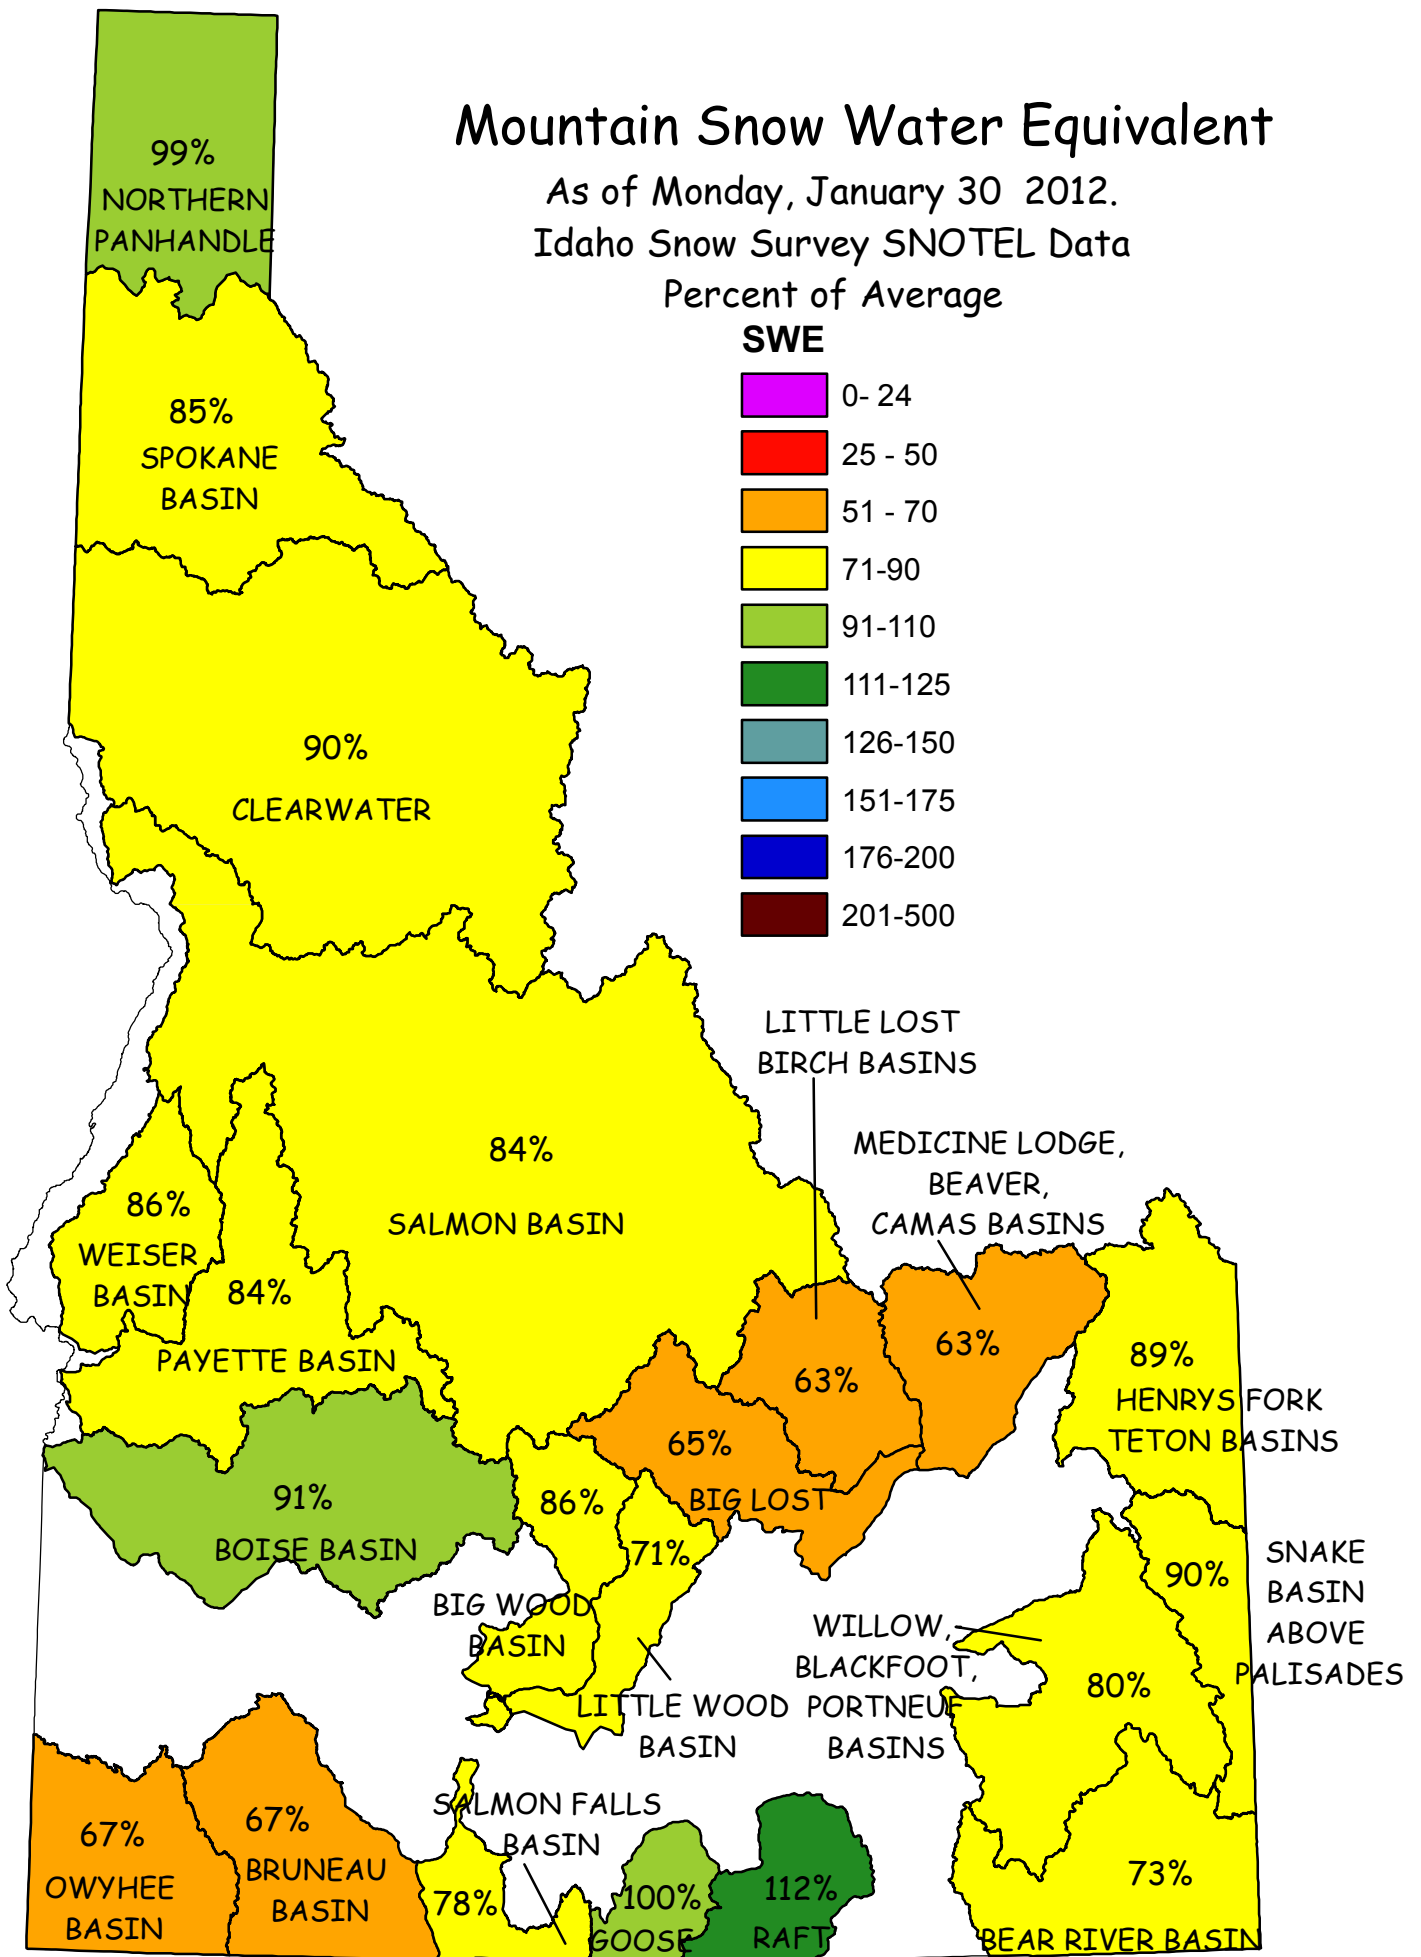 Mountain Snow Water Equivalent
As of Monday, January 30  2012.
Idaho Snow Survey SNOTEL Data
Percent of Average
SWE
0- 24
25 - 50
51 - 70
71-90
91-110
111-125
126-150
151-175
176-200
201-500
99%
NORTHERN
PANHANDLE
85%
SPOKANE
BASIN
90%
CLEARWATER
LITTLE LOST
BIRCH BASINS
MEDICINE LODGE,
BEAVER,
CAMAS BASINS
84%
SALMON BASIN
86%
WEISER
BASIN
84%
PAYETTE BASIN
63%
63%
89%
HENRYS FORK
TETON BASINS
65%
BIG LOST
91%
BOISE BASIN
86%
BIG WOOD
BASIN
71%
LITTLE WOOD
BASIN
90%
SNAKE
BASIN
ABOVE
PALISADES
WILLOW,
BLACKFOOT,
PORTNEUF
BASINS
80%
67%
OWYHEE
BASIN
67%
BRUNEAU
BASIN
SALMON FALLS
BASIN
78%
100%
GOOSE
112%
RAFT
73%
BEAR RIVER BASIN